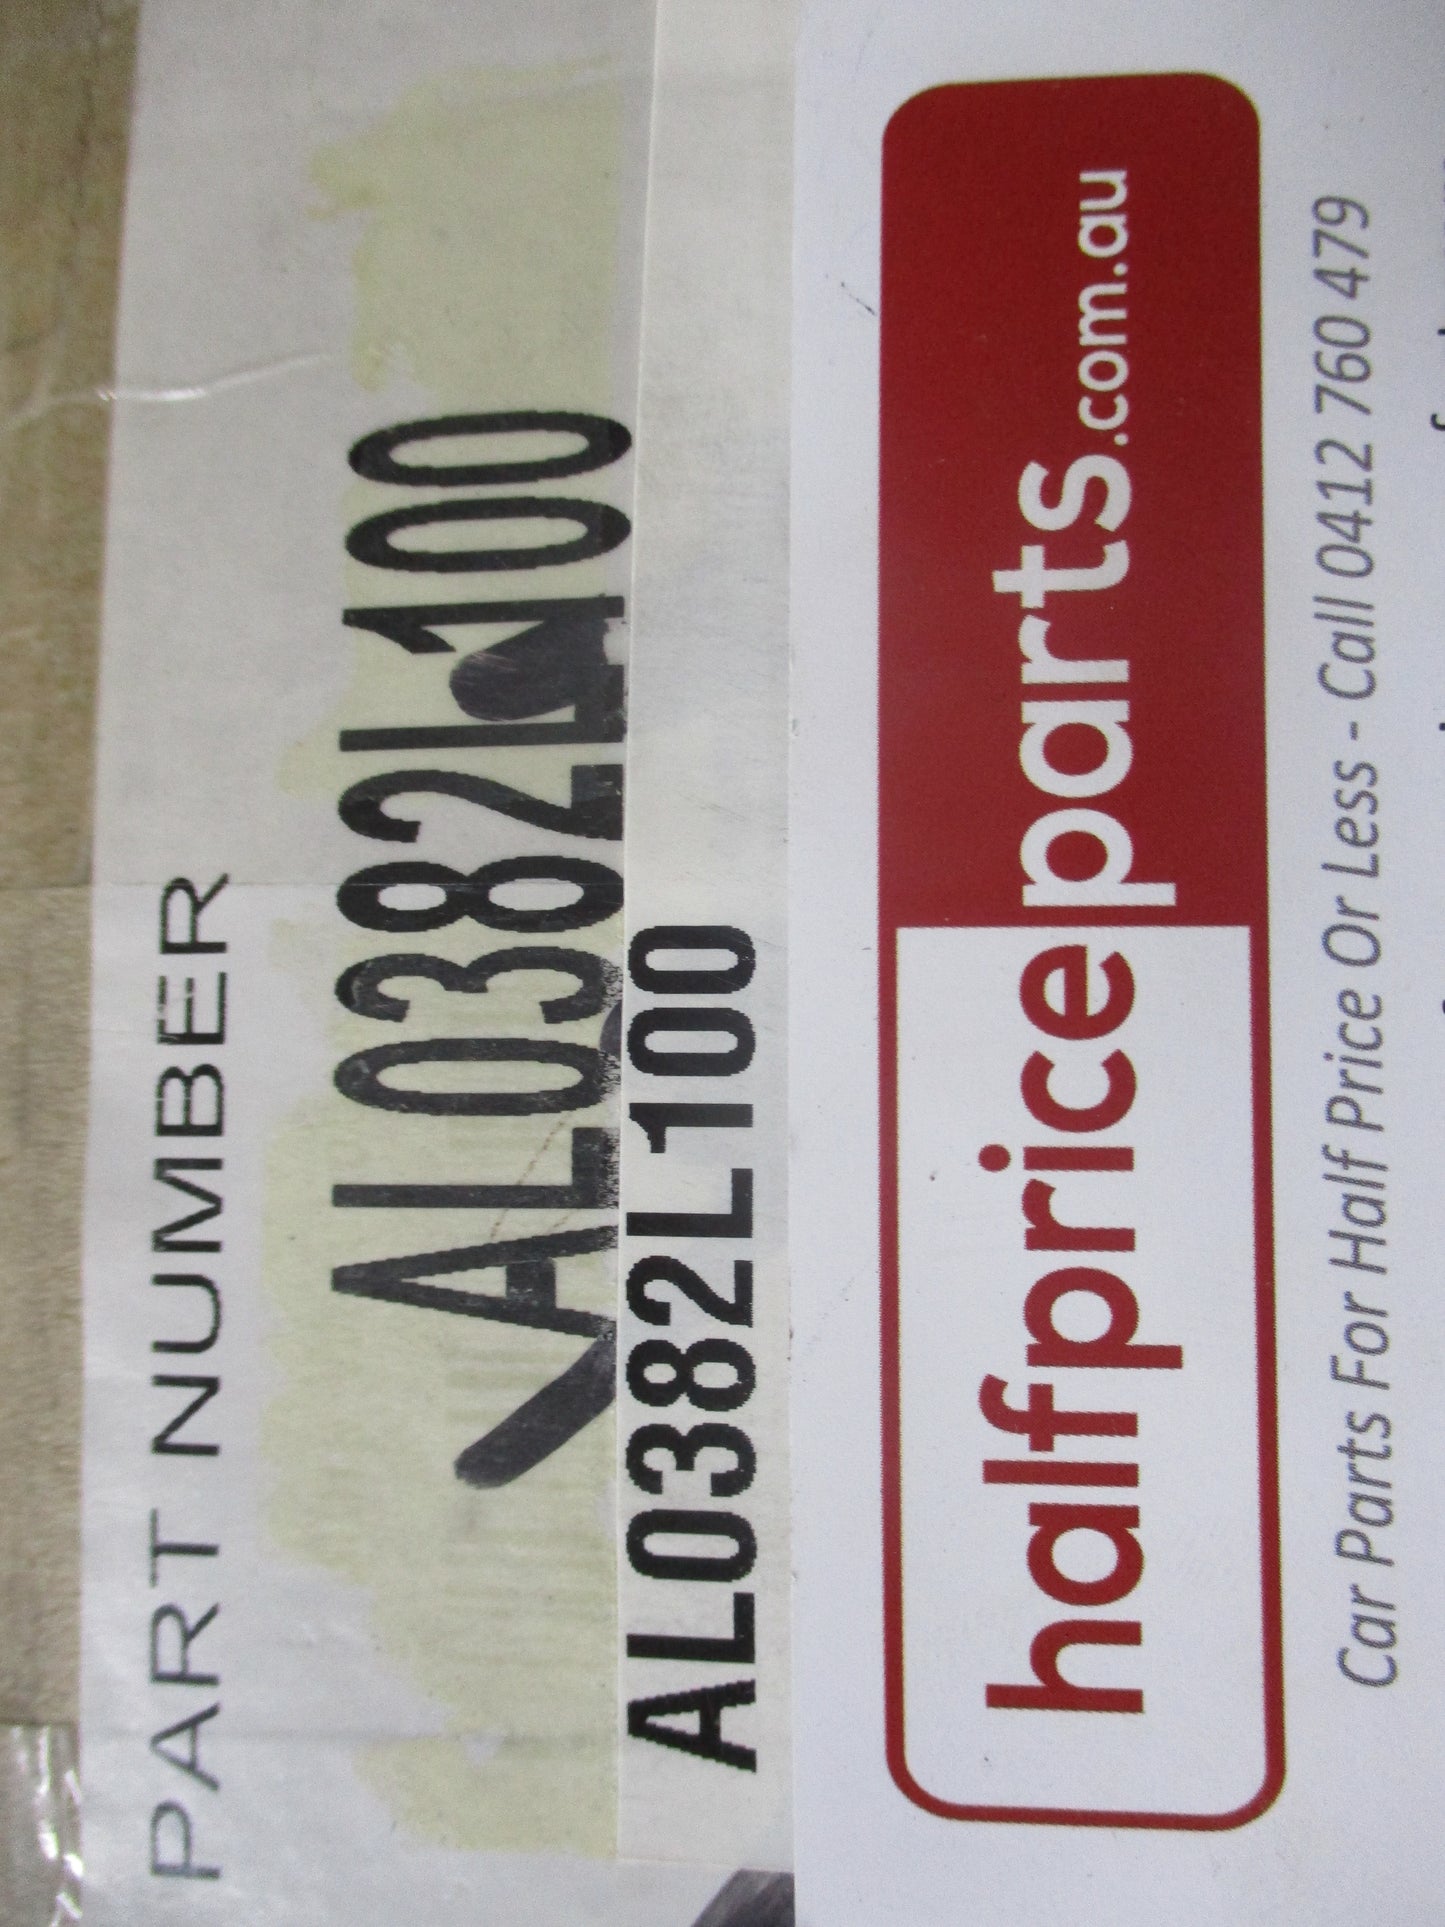 PART NUMBER
AL0382L100
AL0382L100
halfpriceparts.com.au
Car Parts For Half Price Or Less - Call 0412 760 479